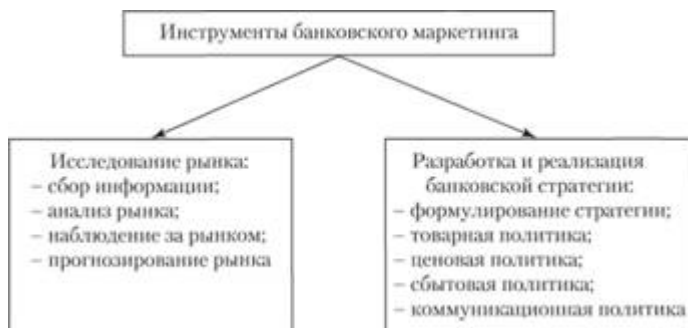 Инструменты банковского маркетинга
Исследование рынка:
– сбор информации;
– анализ рынка;
– наблюдение за рынком;
– прогнозирование рынка
Разработка и реализация
банковской стратегии:
– формулирование стратегии;
– товарная политика;
– ценовая политика;
– сбытовая политика;
– коммуникационная политика